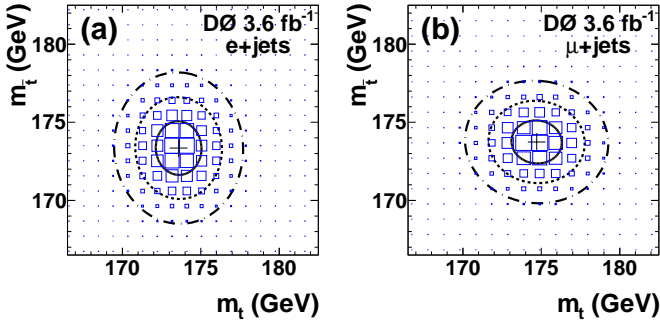 (a)
DØ 3.6 fb⁻¹
e+jets
m_t̄ (GeV)
180
175
170
170
175
180
m_t (GeV)
(b)
DØ 3.6 fb⁻¹
μ+jets
m_t̄ (GeV)
180
175
170
170
175
180
m_t (GeV)